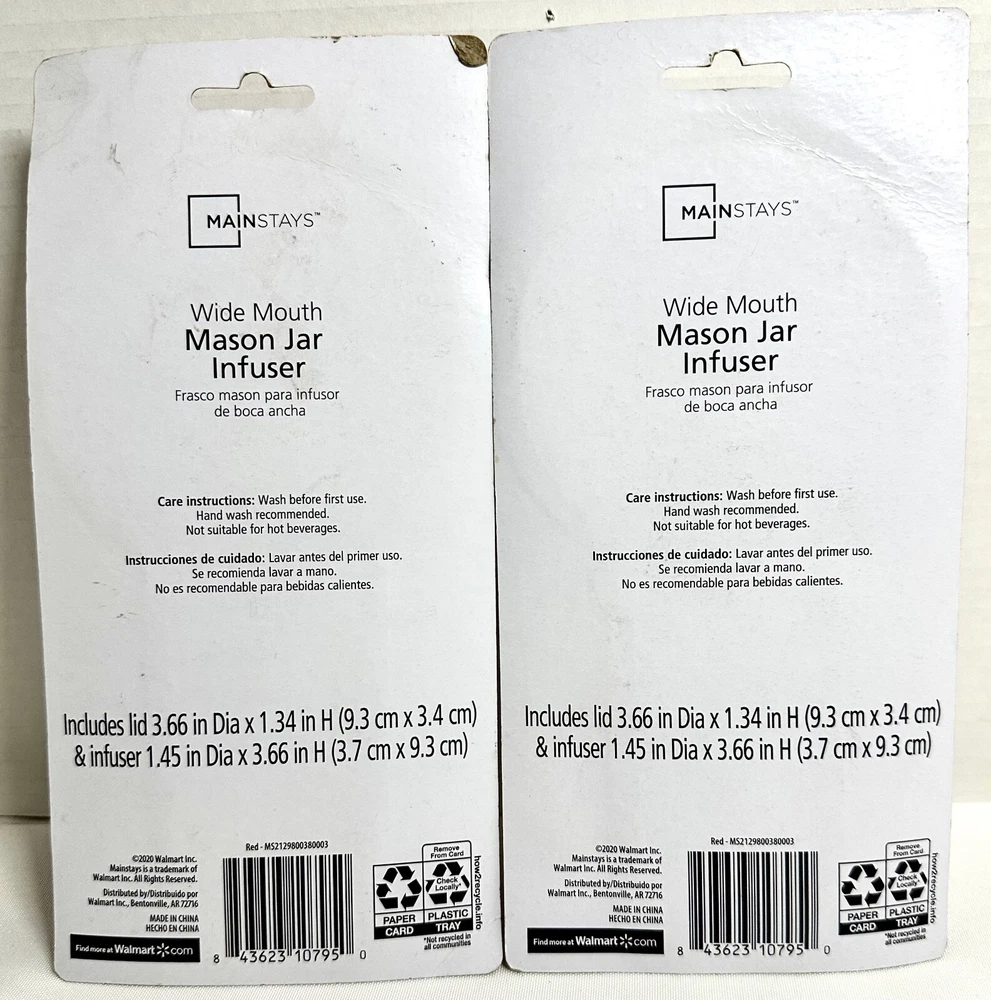 MAINSTAYS™
Wide Mouth
Mason Jar
Infuser
Frasco mason para infusor
de boca ancha
Care instructions: Wash before first use.
Hand wash recommended.
Not suitable for hot beverages.
Instrucciones de cuidado: Lavar antes del primer uso.
Se recomienda lavar a mano.
No es recomendable para bebidas calientes.
Includes lid 3.66 in Dia x 1.34 in H (9.3 cm x 3.4 cm)
& infuser 1.45 in Dia x 3.66 in H (3.7 cm x 9.3 cm)
©2020 Walmart Inc.
Mainstays is a trademark of
Walmart Inc. All Rights Reserved.
Distributed by/Distribuido por
Walmart Inc., Bentonville, AR 72716
MADE IN CHINA
HECHO EN CHINA
Find more at Walmart.com
Red - MS2129800380003
8 43623 10795 0
Remove
From Card
Check
Locally*
PAPER
PLASTIC
CARD
TRAY
*Not recycled in
all communities
how2recycle.info
MAINSTAYS™
Wide Mouth
Mason Jar
Infuser
Frasco mason para infusor
de boca ancha
Care instructions: Wash before first use.
Hand wash recommended.
Not suitable for hot beverages.
Instrucciones de cuidado: Lavar antes del primer uso.
Se recomienda lavar a mano.
No es recomendable para bebidas calientes.
Includes lid 3.66 in Dia x 1.34 in H (9.3 cm x 3.4 cm)
& infuser 1.45 in Dia x 3.66 in H (3.7 cm x 9.3 cm)
©2020 Walmart Inc.
Mainstays is a trademark of
Walmart Inc. All Rights Reserved.
Distributed by/Distribuido por
Walmart Inc., Bentonville, AR 72716
MADE IN CHINA
HECHO EN CHINA
Find more at Walmart.com
Red - MS2129800380003
8 43623 10795 0
Remove
From Card
Check
Locally*
PAPER
PLASTIC
CARD
TRAY
*Not recycled in
all communities
how2recycle.info